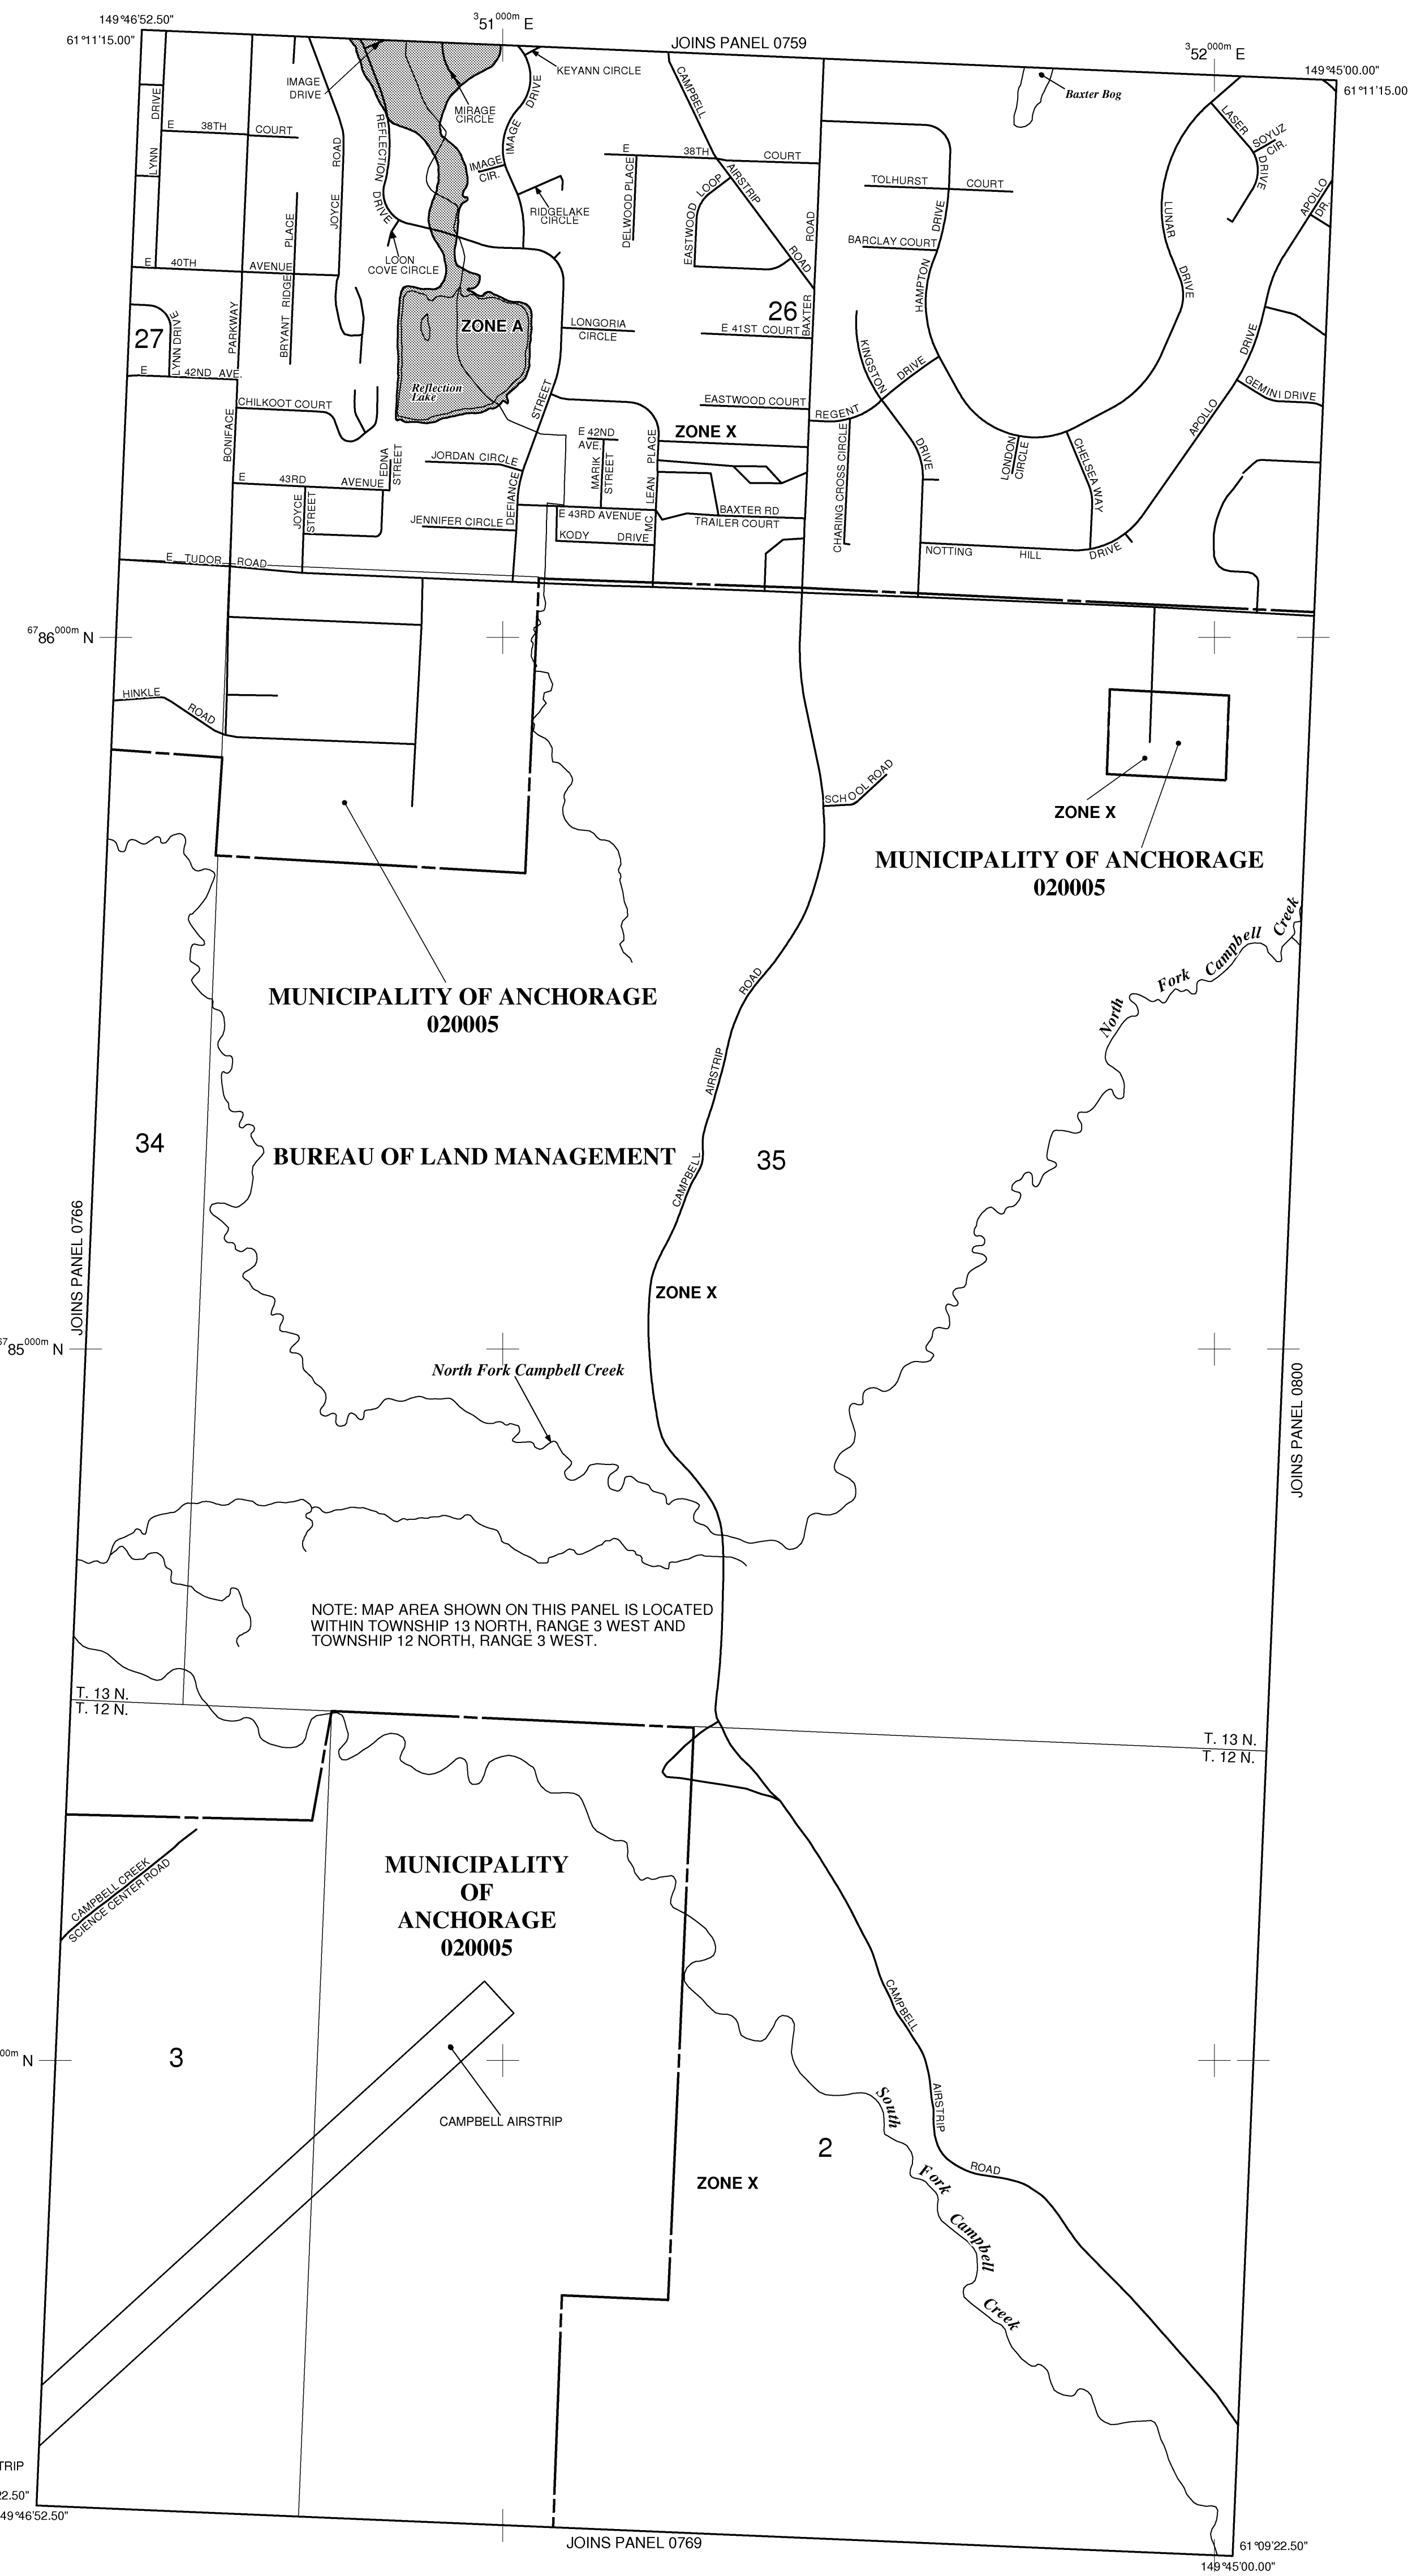 149°46'52.50"
61°11'15.00"
351000m E
JOINS PANEL 0759
352000m E
149°45'00.00"
61°11'15.00
IMAGE
DRIVE
KEYANN CIRCLE
MIRAGE
CIRCLE
IMAGE DRIVE
CAMPBELL AIRSTRIP ROAD
Baxter Bog
LASER DRIVE
SOYUZ
CIR.
LYNN DRIVE
E 38TH COURT
JOYCE ROAD
REFLECTION DRIVE
IMAGE
CIR.
E 38TH COURT
TOLHURST COURT
APOLLO
DR.
RIDGELAKE
CIRCLE
DELWOOD PLACE
EASTWOOD LOOP
BAXTER ROAD
BARCLAY COURT
HAMPTON DRIVE
LUNAR DRIVE
LOON
COVE CIRCLE
E 40TH AVENUE
BRYANT RIDGE PLACE
ZONE A
Reflection
Lake
LONGORIA
CIRCLE
26
E 41ST COURT
27
LYNN DRIVE
BONIFACE PARKWAY
E 42ND AVE.
CHILKOOT COURT
KINGSTON DRIVE
REGENT DRIVE
EASTWOOD COURT
APOLLO DRIVE
GEMINI DRIVE
ZONE X
E 42ND
AVE.
MARIK
STREET
MC LEAN PLACE
DEFIANCE STREET
JORDAN CIRCLE
EDNA
STREET
E 43RD AVENUE
JOYCE
STREET
JENNIFER CIRCLE
E 43RD AVENUE
KODY DRIVE
BAXTER RD
TRAILER COURT
CHARING CROSS CIRCLE
LONDON
CIRCLE
CHELSEA WAY
NOTTING HILL DRIVE
E TUDOR ROAD
6786000m N
HINKLE ROAD
SCHOOL ROAD
ZONE X
MUNICIPALITY OF ANCHORAGE
020005
MUNICIPALITY OF ANCHORAGE
020005
North Fork Campbell Creek
CAMPBELL AIRSTRIP ROAD
34
BUREAU OF LAND MANAGEMENT
35
JOINS PANEL 0766
ZONE X
6785000m N
North Fork Campbell Creek
JOINS PANEL 0800
NOTE: MAP AREA SHOWN ON THIS PANEL IS LOCATED
WITHIN TOWNSHIP 13 NORTH, RANGE 3 WEST AND
TOWNSHIP 12 NORTH, RANGE 3 WEST.
T. 13 N.
T. 12 N.
T. 13 N.
T. 12 N.
MUNICIPALITY
OF
ANCHORAGE
020005
CAMPBELL CREEK
SCIENCE CENTER ROAD
CAMPBELL AIRSTRIP ROAD
3
00m N
CAMPBELL AIRSTRIP
2
South Fork Campbell Creek
ZONE X
TRIP
22.50"
49°46'52.50"
JOINS PANEL 0769
61°09'22.50"
149°45'00.00"